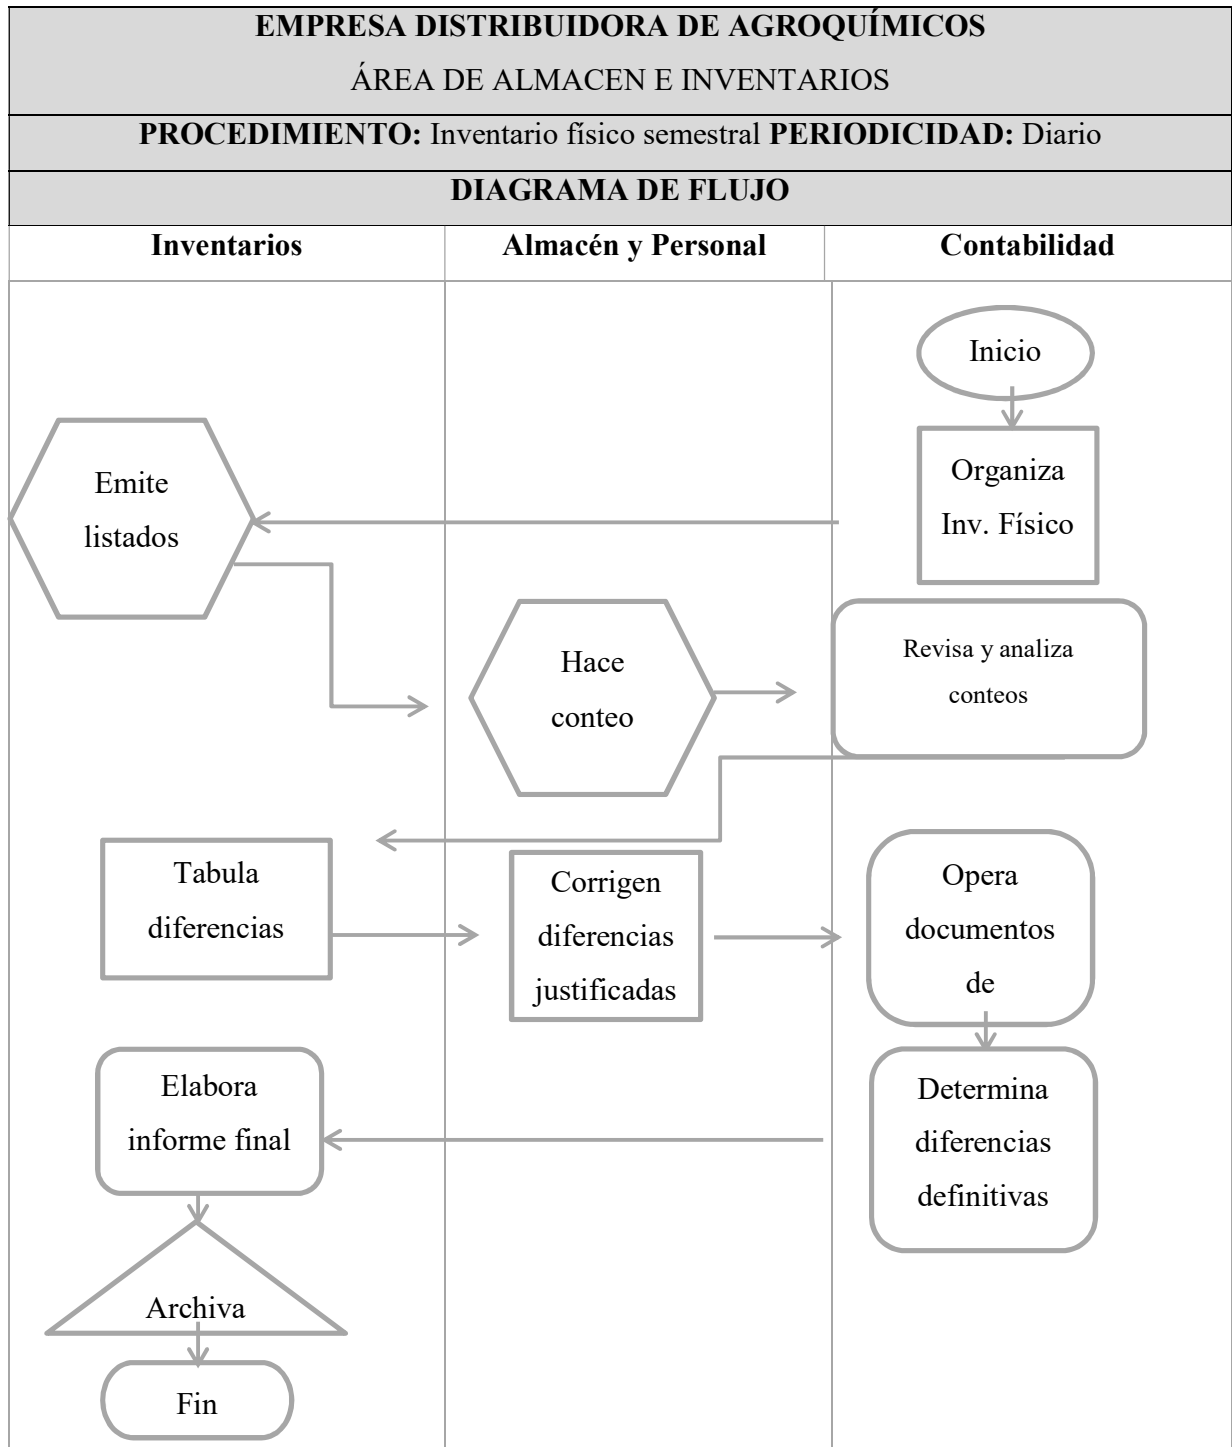 EMPRESA DISTRIBUIDORA DE AGROQUÍMICOS
ÁREA DE ALMACEN E INVENTARIOS
PROCEDIMIENTO: Inventario físico semestral PERIODICIDAD: Diario
DIAGRAMA DE FLUJO
Inventarios
Almacén y Personal
Contabilidad
Inicio
Organiza
Inv. Físico
Emite
listados
Hace
conteo
Revisa y analiza
conteos
Tabula
diferencias
Corrigen
diferencias
justificadas
Opera
documentos
de
Determina
diferencias
definitivas
Elabora
informe final
Archiva
Fin